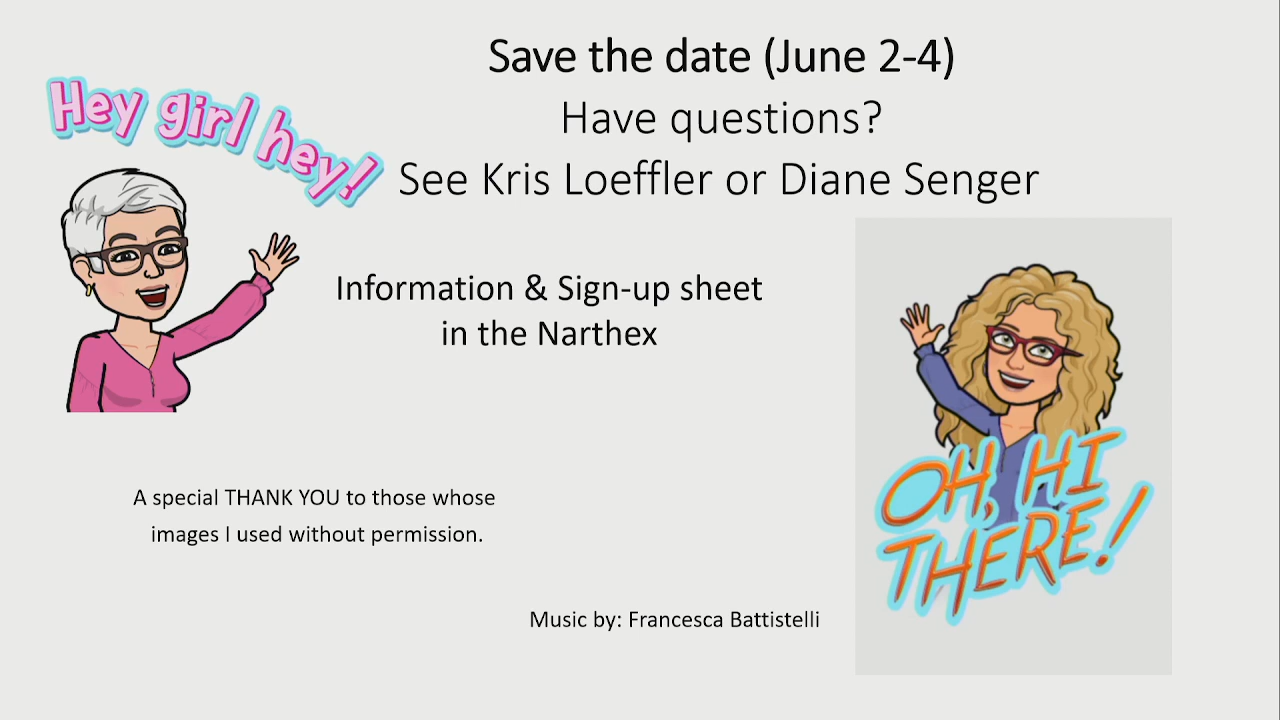 Save the date (June 2-4)
Have questions?
See Kris Loeffler or Diane Senger
Hey girl hey!
Information & Sign-up sheet
in the Narthex
OH, HI
THERE!
A special THANK YOU to those whose
images I used without permission.
Music by: Francesca Battistelli